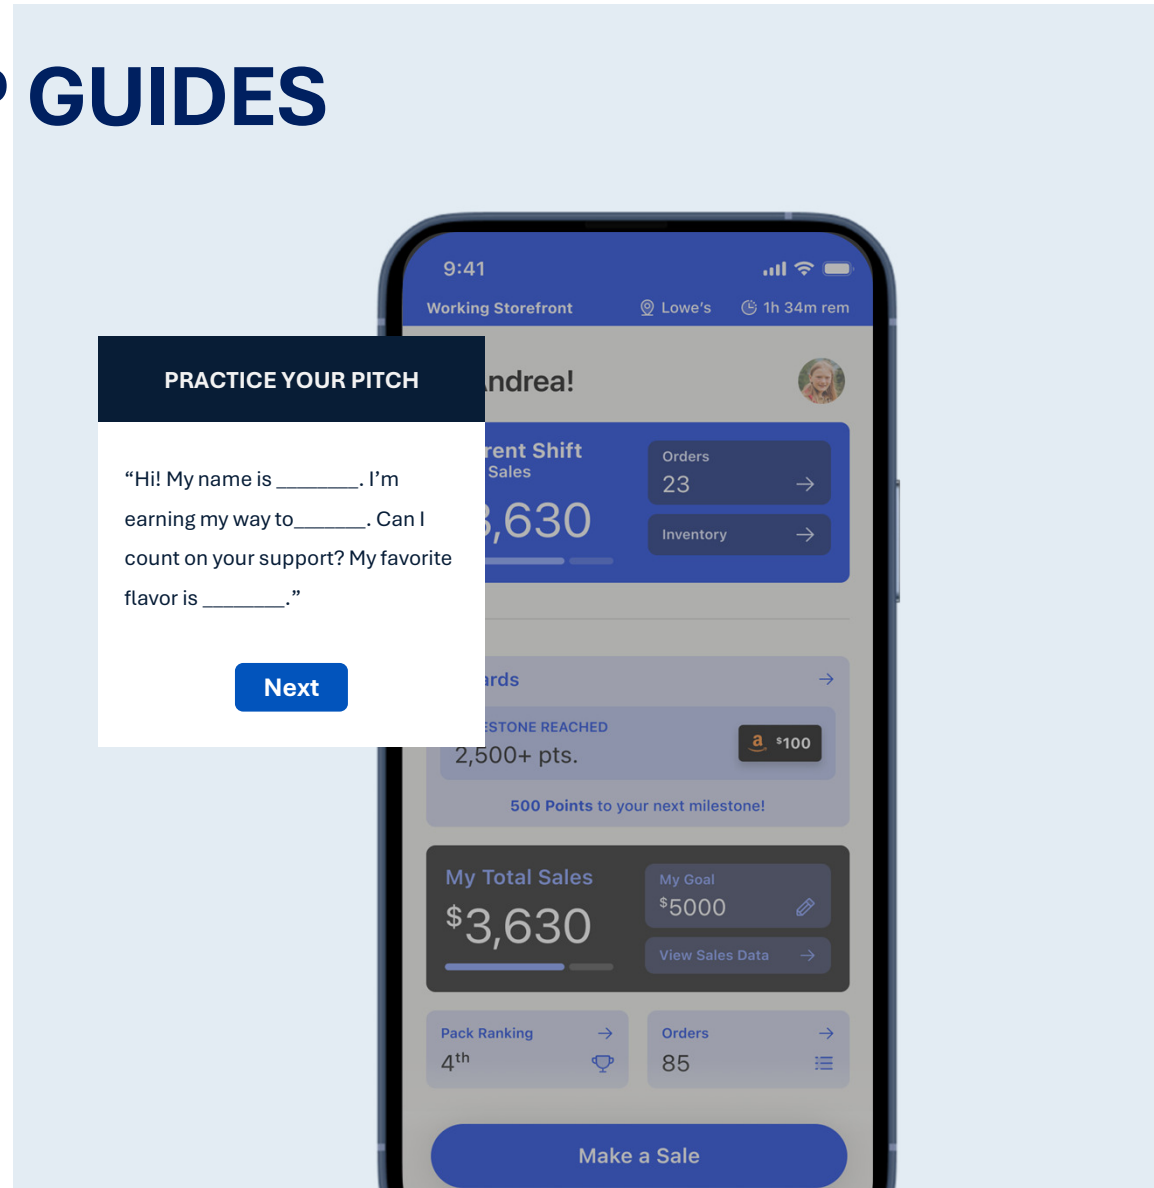 GUIDES
9:41
Working Storefront Lowe's 1h 34m rem
PRACTICE YOUR PITCH
“Hi! My name is ________. I’m
earning my way to_______. Can I
count on your support? My favorite
flavor is ________.”
Next
ndrea!
rent Shift
Sales
,630
Orders
23
Inventory
ards
ESTONE REACHED
2,500+ pts.
a $100
500 Points to your next milestone!
My Total Sales
$3,630
My Goal
$5000
View Sales Data
Pack Ranking
4th
Orders
85
Make a Sale